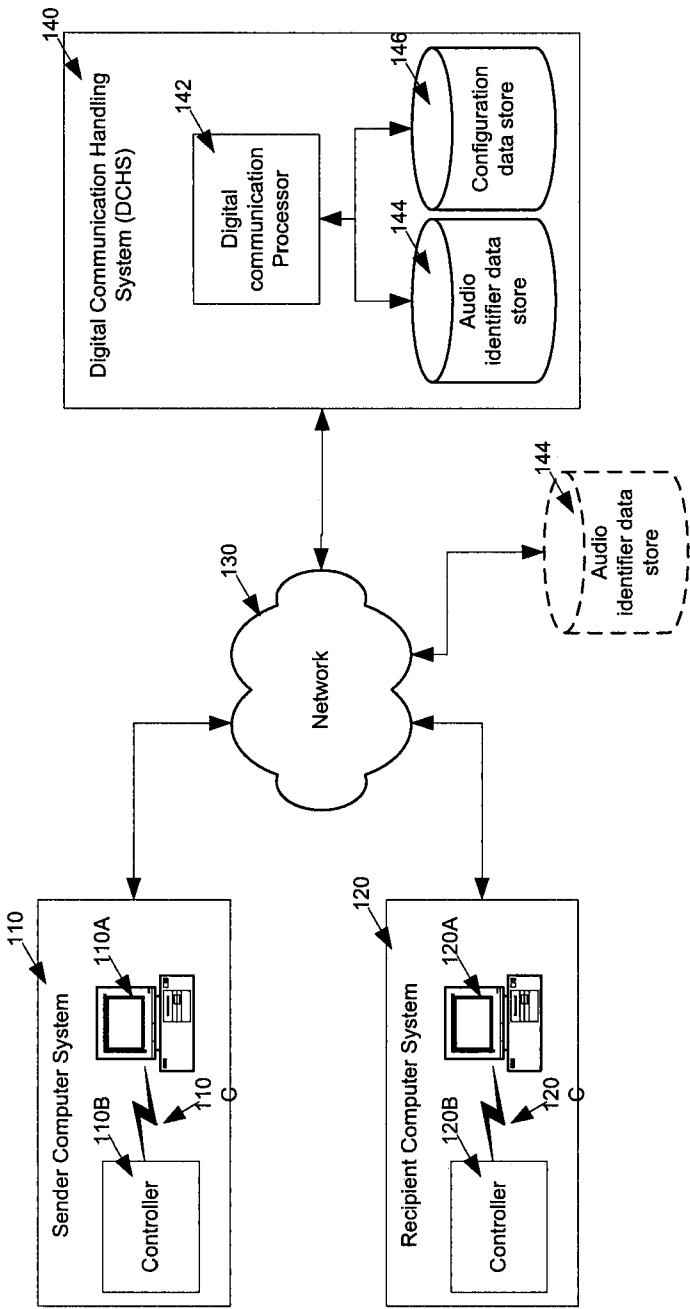 Sender Computer System
110
110A
110B
110
C
Controller
Recipient Computer System
120
120A
120B
120
C
Controller
130
Network
144
Audio
identifier data
store
Digital Communication Handling
System (DCHS)
140
142
Digital
communication
Processor
144
Audio
identifier data
store
146
Configuration
data store